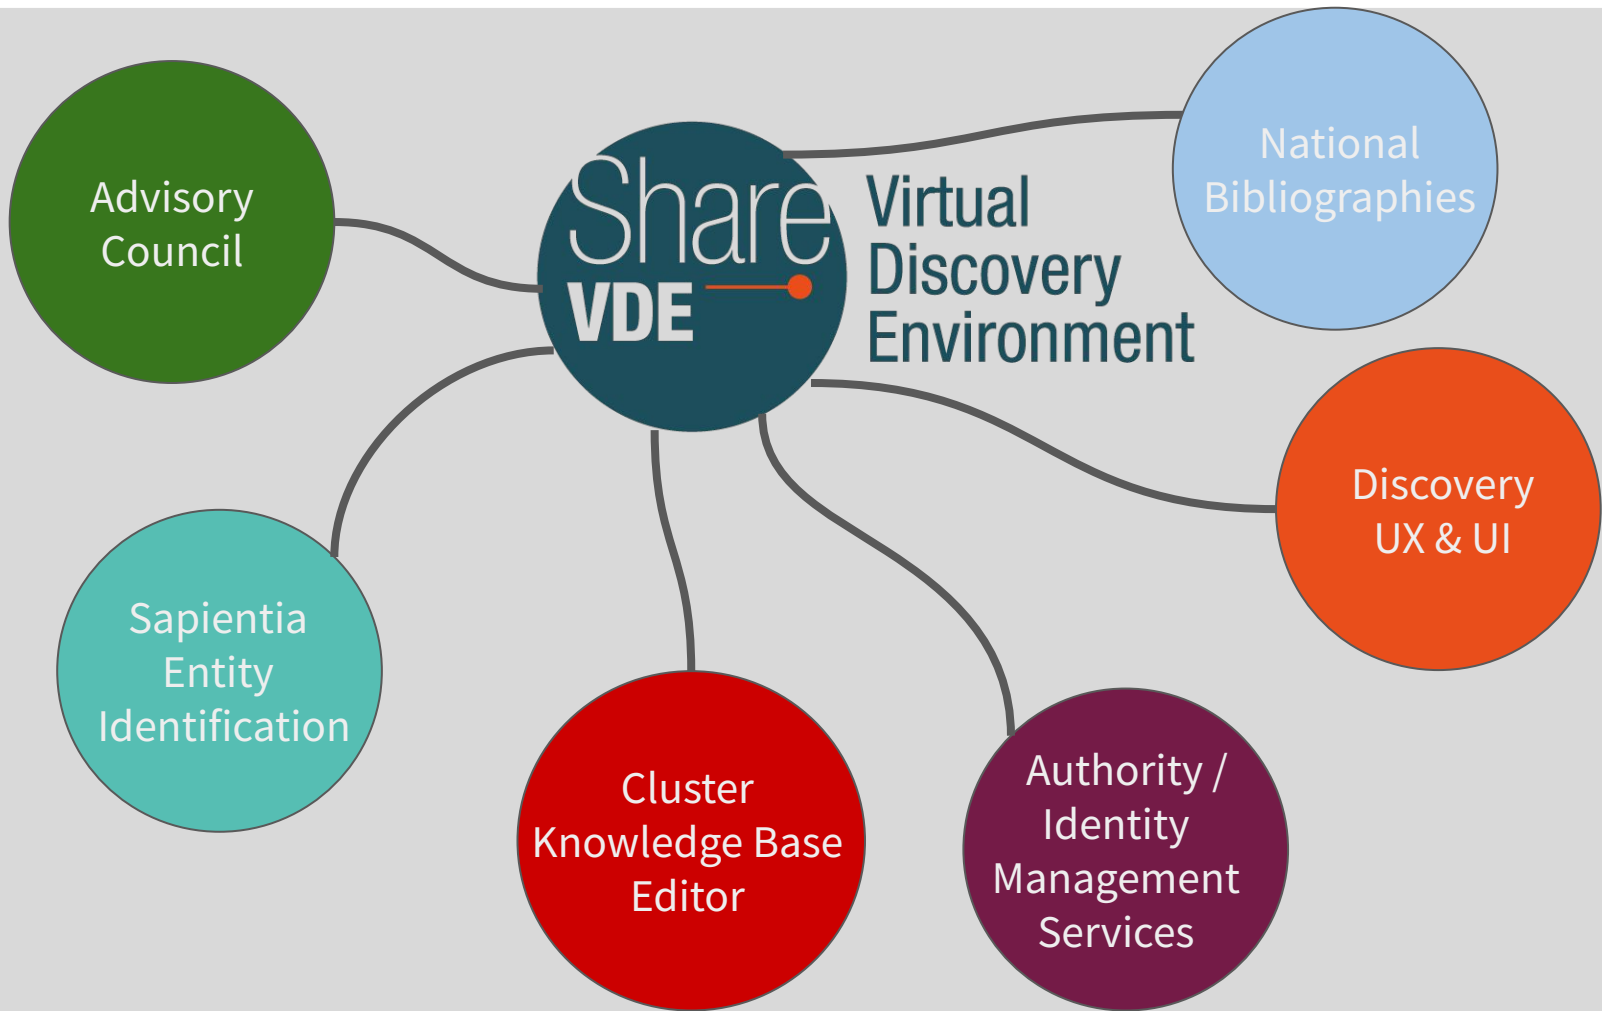 Advisory
Council
Share
VDE
Virtual
Discovery
Environment
National
Bibliographies
Discovery
UX & UI
Sapientia
Entity
Identification
Cluster
Knowledge Base
Editor
Authority /
Identity
Management
Services